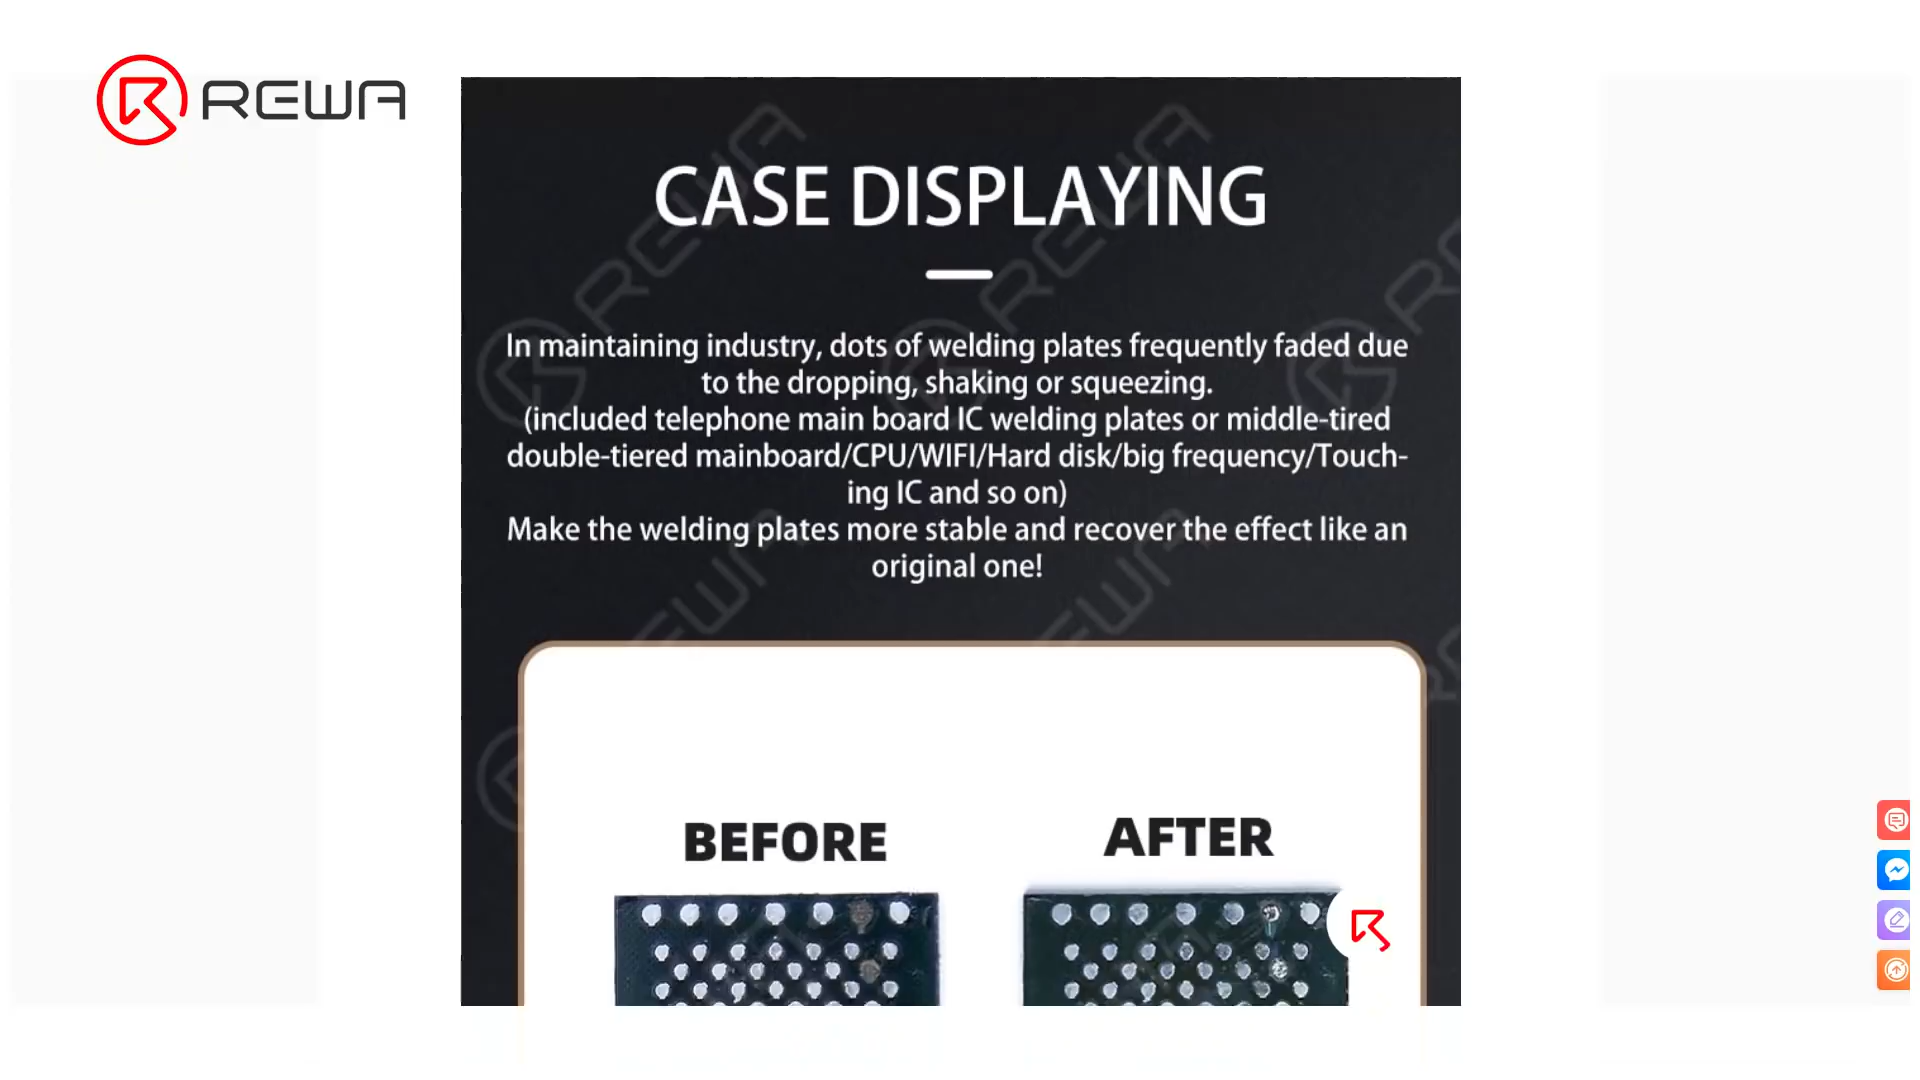 REWA
CASE DISPLAYING
In maintaining industry, dots of welding plates frequently faded due
to the dropping, shaking or squeezing.
(included telephone main board IC welding plates or middle-tired
double-tiered mainboard/CPU/WIFI/Hard disk/big frequency/Touch-
ing IC and so on)
Make the welding plates more stable and recover the effect like an
original one!
BEFORE
AFTER